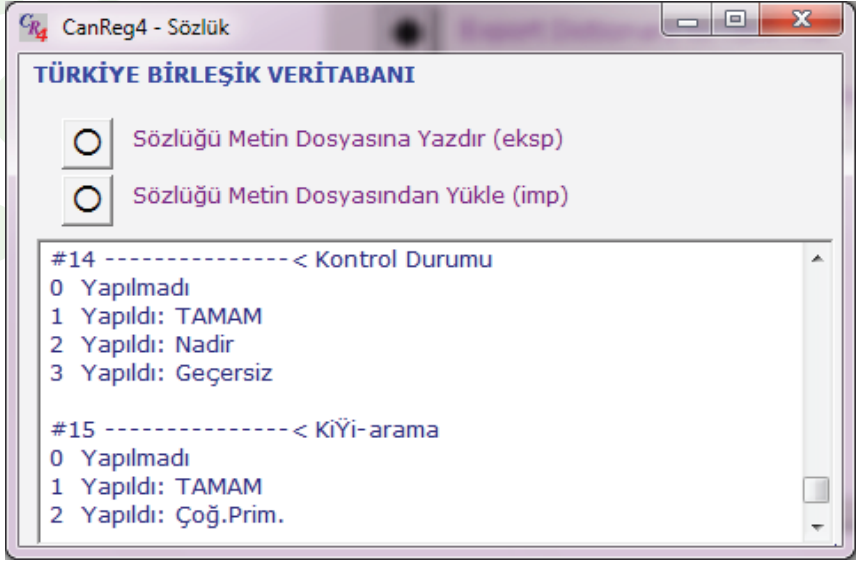 CR4 CanReg4 - Sözlük
TÜRKİYE BİRLEŞİK VERİTABANI
Sözlüğü Metin Dosyasına Yazdır (eksp)
Sözlüğü Metin Dosyasından Yükle (imp)
#14 ---------------< Kontrol Durumu
0 Yapılmadı
1 Yapıldı: TAMAM
2 Yapıldı: Nadir
3 Yapıldı: Geçersiz
#15 ---------------< KiŸi-arama
0 Yapılmadı
1 Yapıldı: TAMAM
2 Yapıldı: Çoğ.Prim.